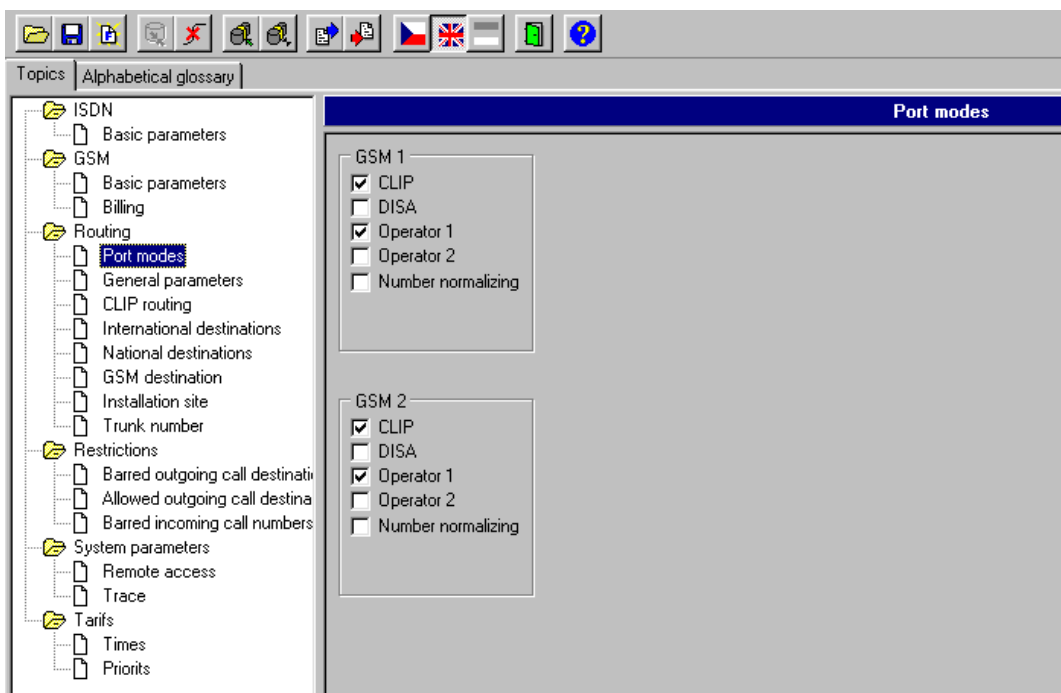 Topics
Alphabetical glossary
ISDN
Basic parameters
GSM
Basic parameters
Billing
Routing
Port modes
General parameters
CLIP routing
International destinations
National destinations
GSM destination
Installation site
Trunk number
Restrictions
Barred outgoing call destinati
Allowed outgoing call destina
Barred incoming call numbers
System parameters
Remote access
Trace
Tarifs
Times
Priorits
Port modes
GSM 1
CLIP
DISA
Operator 1
Operator 2
Number normalizing
GSM 2
CLIP
DISA
Operator 1
Operator 2
Number normalizing